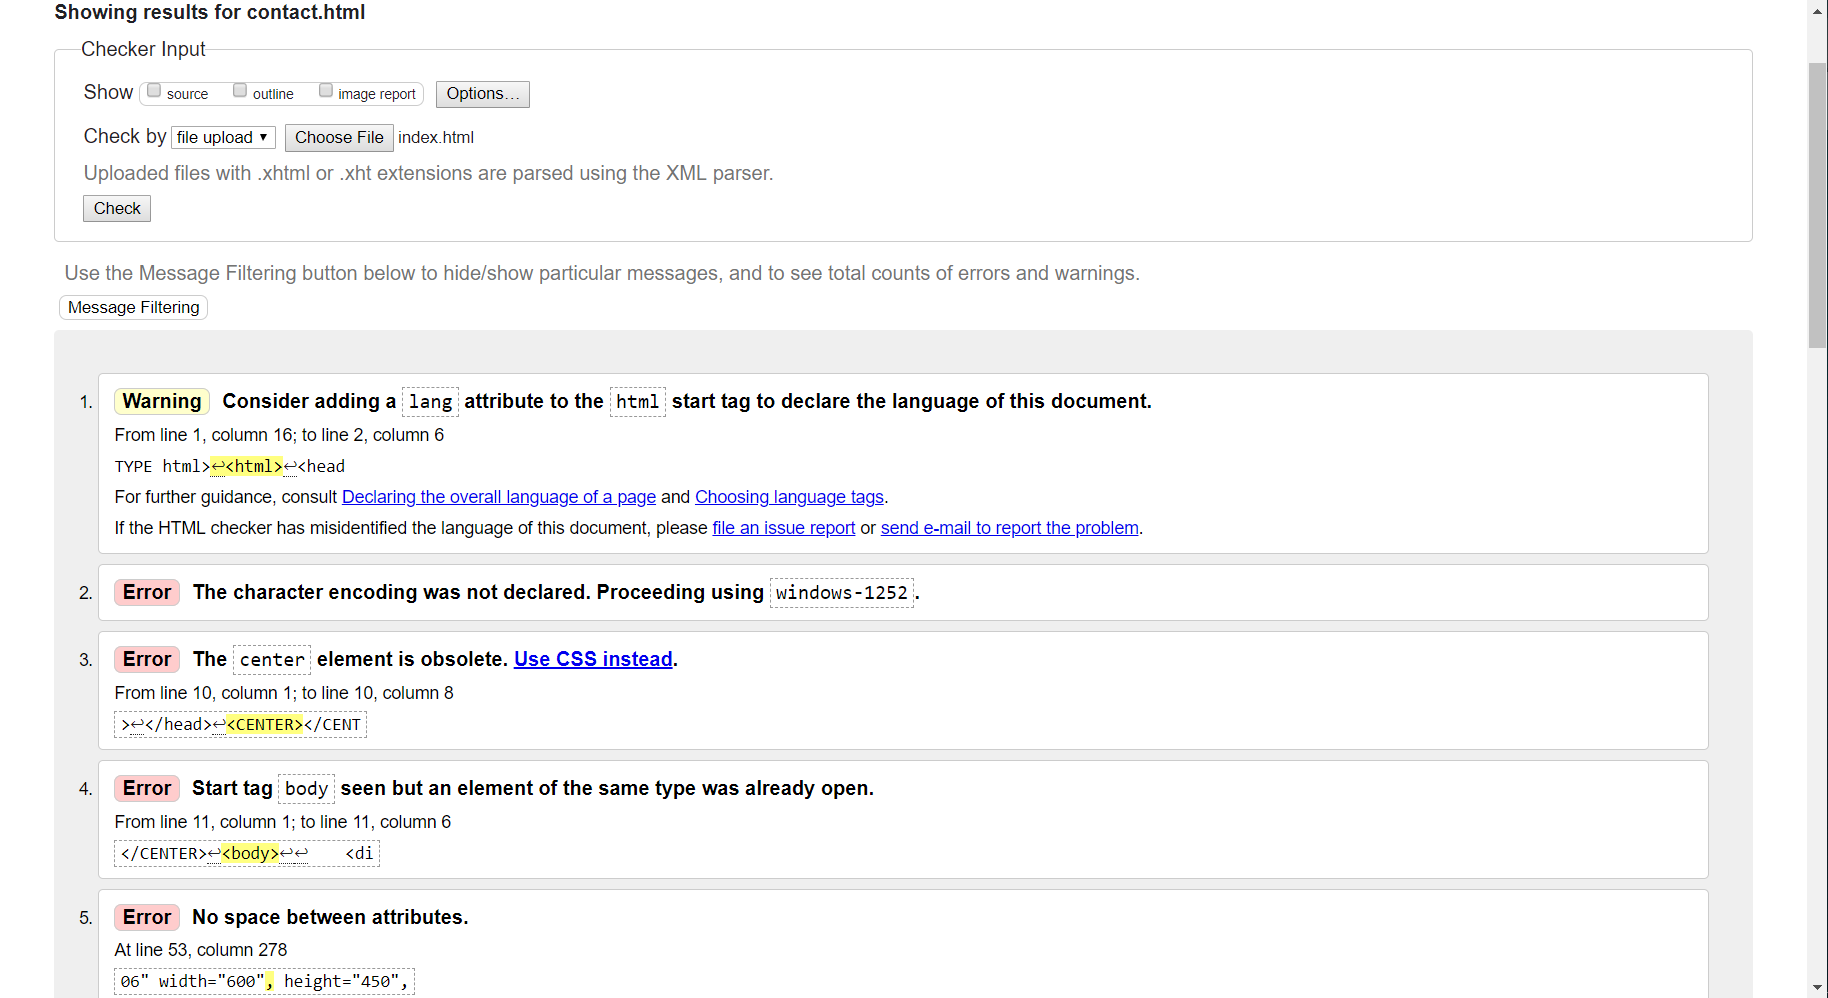 Showing results for contact.html
Checker Input
Show source outline image report Options...
Check by file upload ▼ Choose File index.html
Uploaded files with .xhtml or .xht extensions are parsed using the XML parser.
Check
Use the Message Filtering button below to hide/show particular messages, and to see total counts of errors and warnings.
Message Filtering
1. Warning Consider adding a lang attribute to the html start tag to declare the language of this document.
From line 1, column 16; to line 2, column 6
TYPE html>↩<html>↩<head
For further guidance, consult Declaring the overall language of a page and Choosing language tags.
If the HTML checker has misidentified the language of this document, please file an issue report or send e-mail to report the problem.
2. Error The character encoding was not declared. Proceeding using windows-1252.
3. Error The center element is obsolete. Use CSS instead.
From line 10, column 1; to line 10, column 8
>↩</head>↩<CENTER></CENT
4. Error Start tag body seen but an element of the same type was already open.
From line 11, column 1; to line 11, column 6
</CENTER>↩<body>↩↩    <di
5. Error No space between attributes.
At line 53, column 278
06" width="600", height="450",